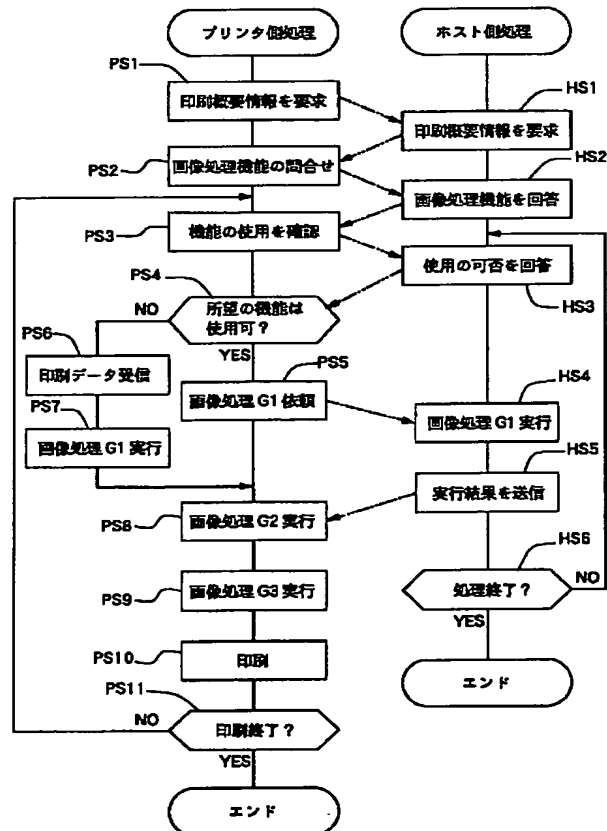 プリンタ側処理
ホスト側処理
PS1
印刷概要情報を要求
HS1
印刷概要情報を要求
PS2
画像処理機能の問合せ
HS2
画像処理機能を回答
PS3
機能の使用を確認
使用の可否を回答
HS3
PS4
所望の機能は
使用可？
NO
YES
PS6
印刷データ受信
PS5
画像処理 G1 依頼
HS4
画像処理 G1 実行
PS7
画像処理 G1 実行
HS5
実行結果を送信
PS8
画像処理 G2 実行
HS6
処理終了？
NO
YES
PS9
画像処理 G3 実行
PS10
印刷
エンド
PS11
印刷終了？
NO
YES
エンド